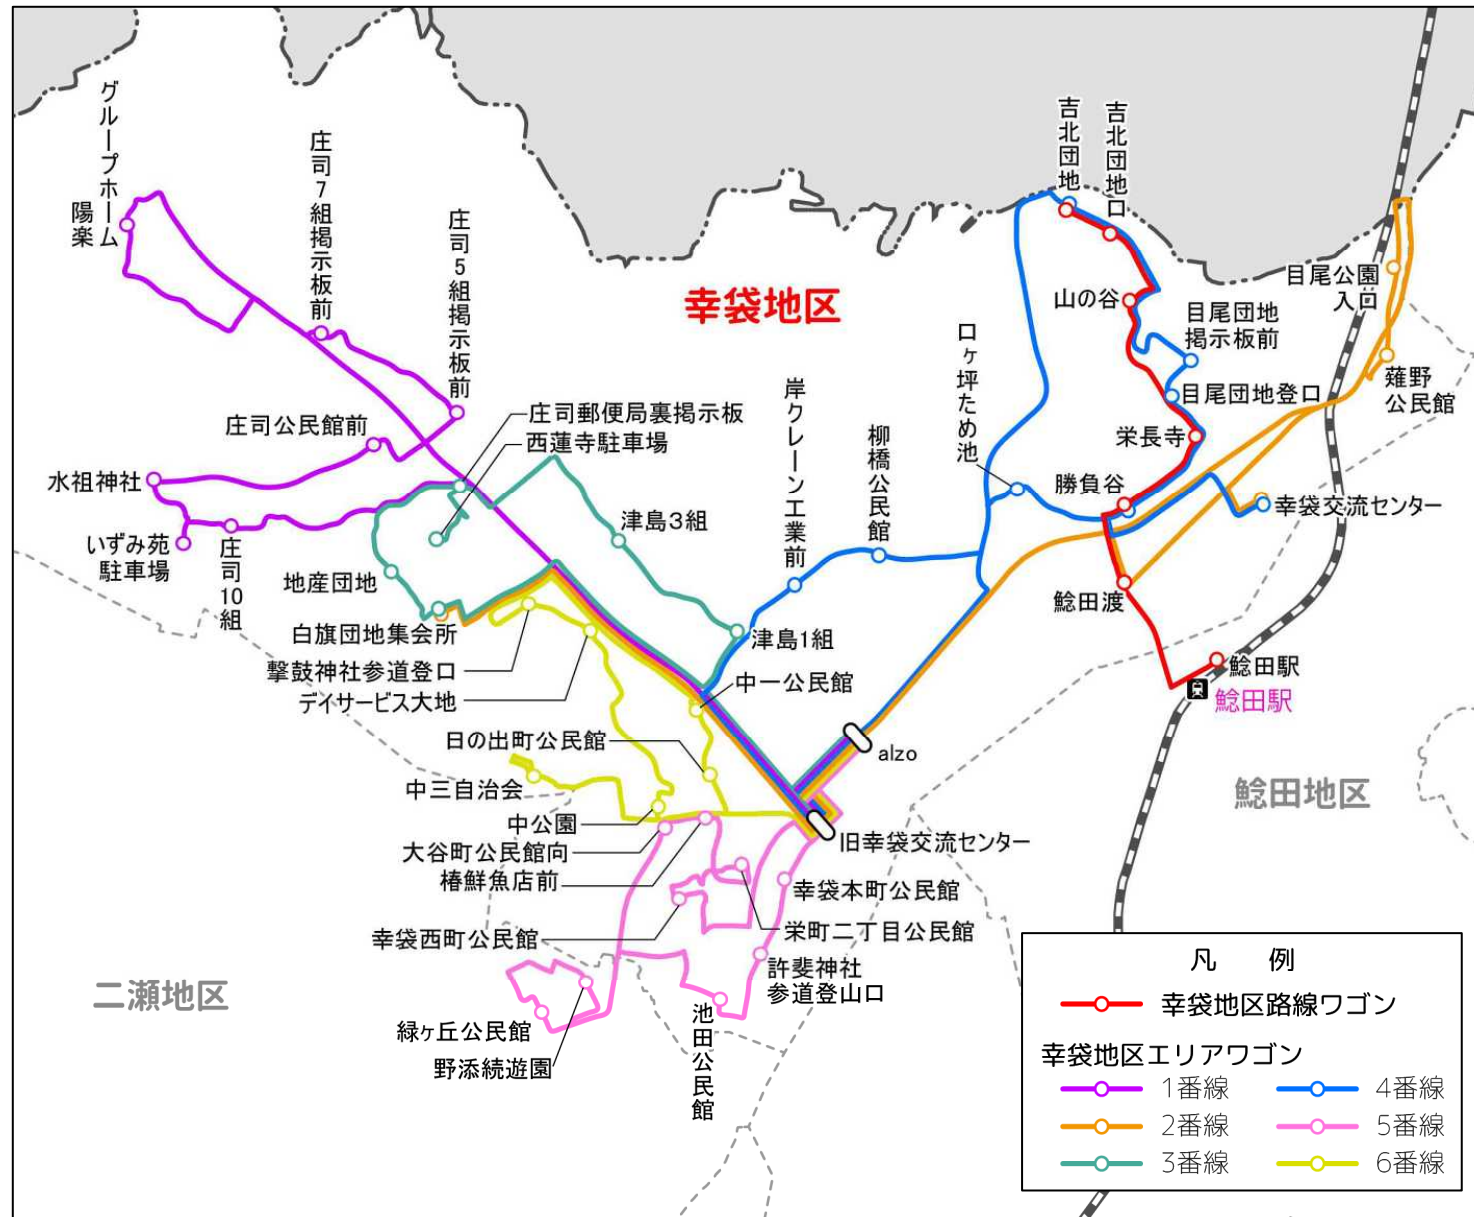 グループホーム
陽楽
庄司7組掲示板前
庄司5組掲示板前
吉北団地
吉北団地口
幸袋地区
山の谷
目尾公園
入口
目尾団地
掲示板前
口ヶ坪ため池
岸クレーン工業前
柳橋公民館
目尾団地登口
薙野
公民館
庄司公民館前
庄司郵便局裏掲示板
西蓮寺駐車場
栄長寺
水祖神社
勝負谷
幸袋交流センター
津島3組
いずみ苑
駐車場
庄司10組
地産団地
鯰田渡
白旗団地集会所
津島1組
撃鼓神社参道登口
鯰田駅
中一公民館
デイサービス大地
鯰田駅
日の出町公民館
alzo
中三自治会
鯰田地区
中公園
旧幸袋交流センター
大谷町公民館向
椿鮮魚店前
幸袋本町公民館
幸袋西町公民館
栄町二丁目公民館
許斐神社
参道登山口
二瀬地区
緑ヶ丘公民館
野添続遊園
池田公民館
凡 例
幸袋地区路線ワゴン
幸袋地区エリアワゴン
1番線
4番線
2番線
5番線
3番線
6番線